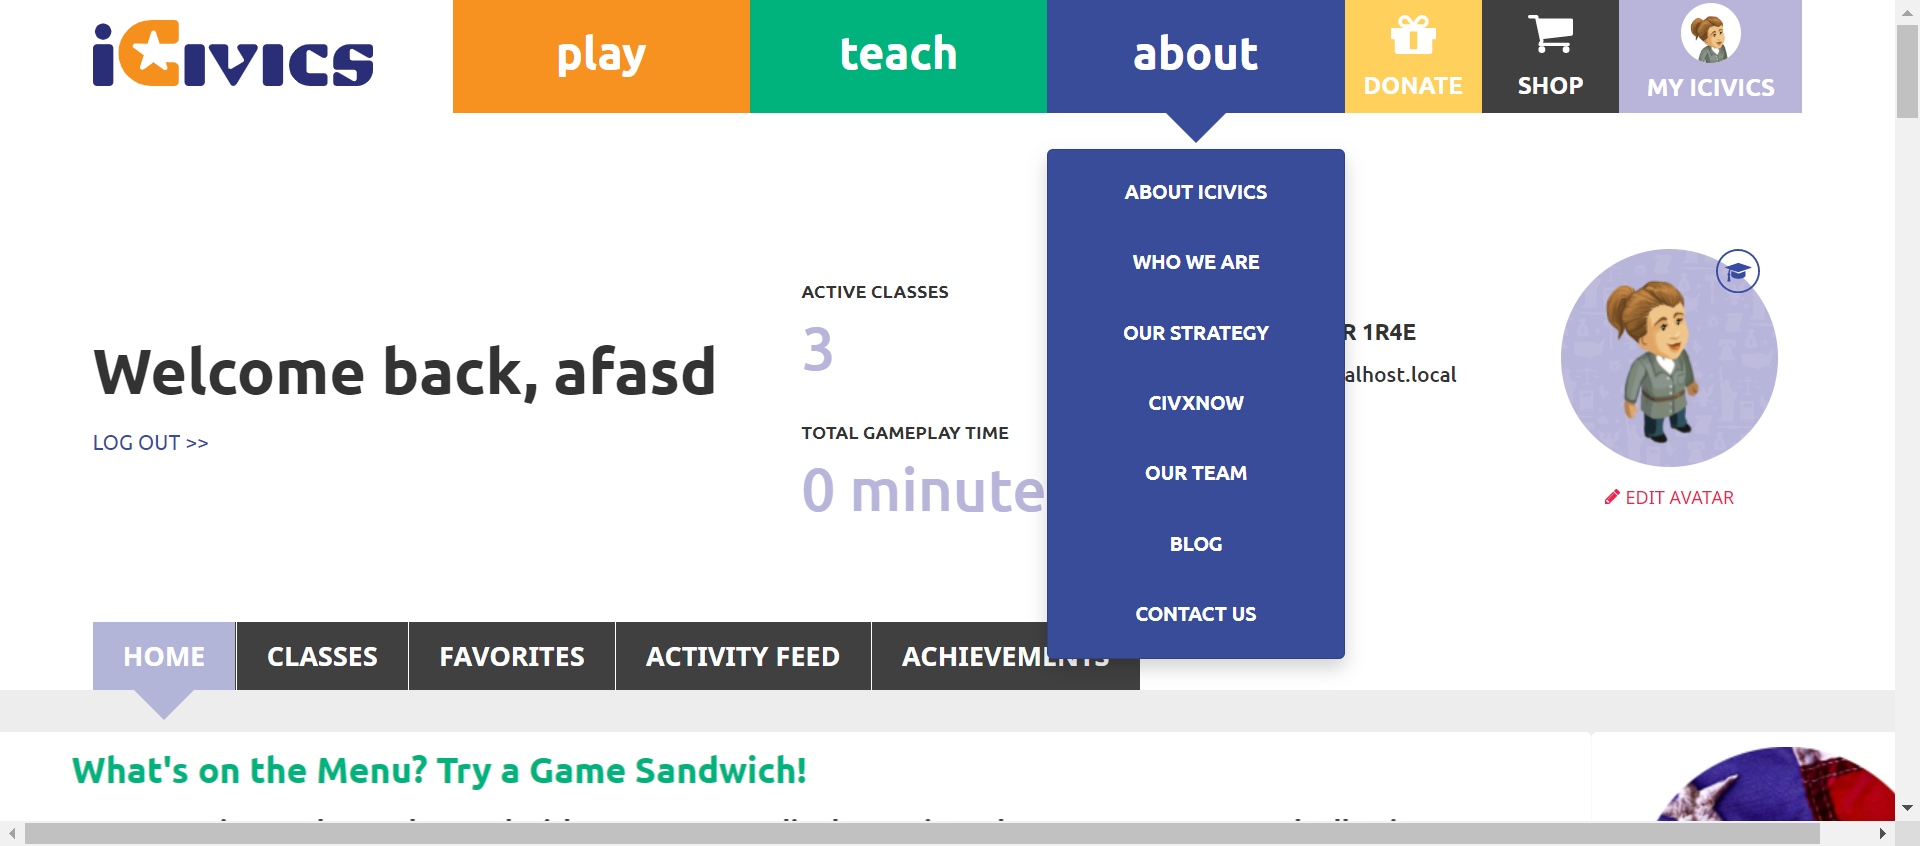 iCivics
play
teach
about
DONATE
SHOP
MY ICIVICS
ABOUT ICIVICS
WHO WE ARE
OUR STRATEGY
CIVXNOW
OUR TEAM
BLOG
CONTACT US
Welcome back, afasd
LOG OUT >>
ACTIVE CLASSES
3
TOTAL GAMEPLAY TIME
0 minute
R 1R4E
alhost.local
EDIT AVATAR
HOME
CLASSES
FAVORITES
ACTIVITY FEED
ACHIEVEMENTS
What's on the Menu? Try a Game Sandwich!